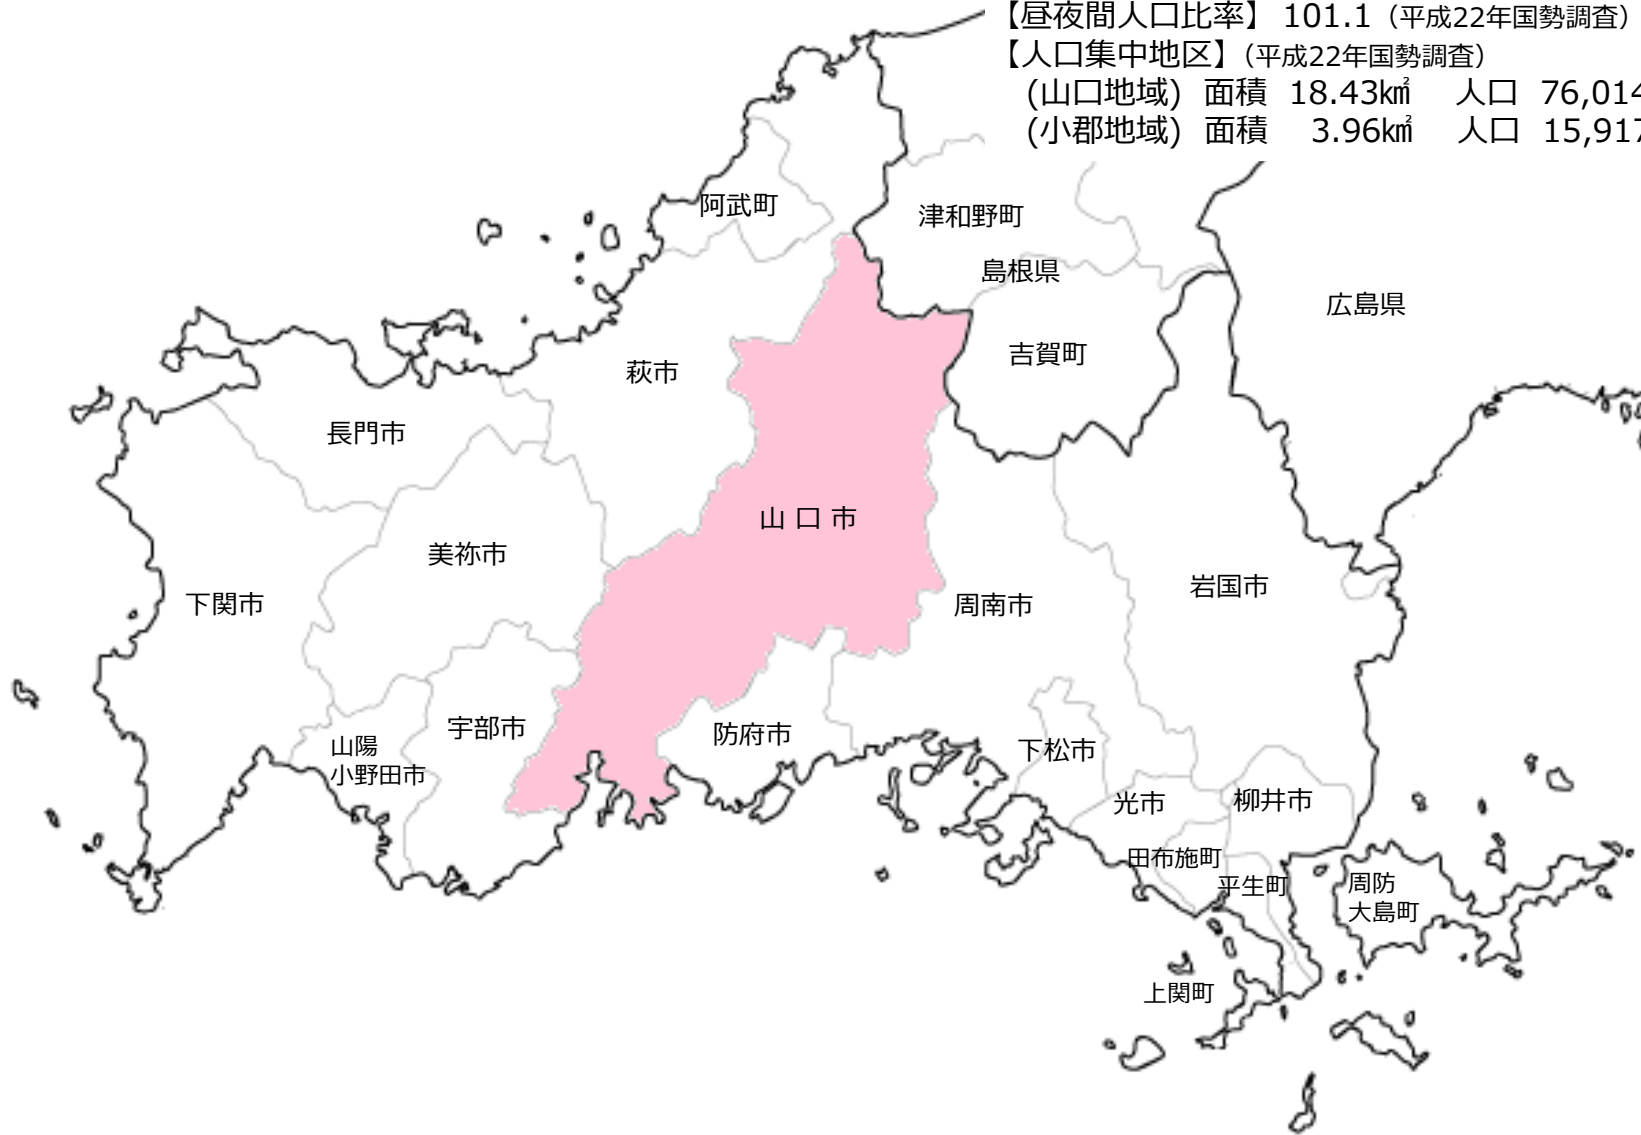 【昼夜間人口比率】 101.1 (平成22年国勢調査)
【人口集中地区】 (平成22年国勢調査)
(山口地域) 面積 18.43㎢ 人口 76,014
(小郡地域) 面積 3.96㎢ 人口 15,917
阿武町
津和野町
島根県
広島県
吉賀町
萩市
長門市
山口市
美祢市
岩国市
下関市
周南市
宇部市
防府市
山陽
小野田市
下松市
光市
柳井市
田布施町
平生町
周防
大島町
上関町